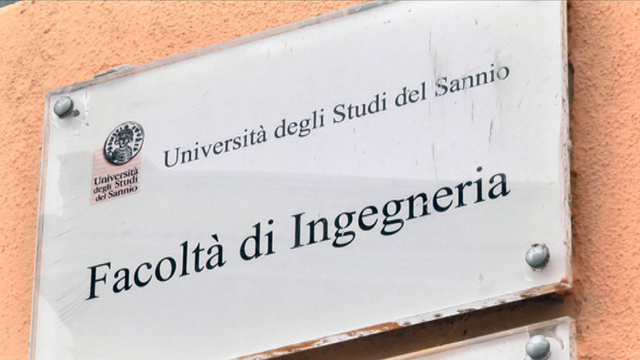 Università degli Studi del Sannio
Università
degli Studi
del Sannio
Facoltà di Ingegneria